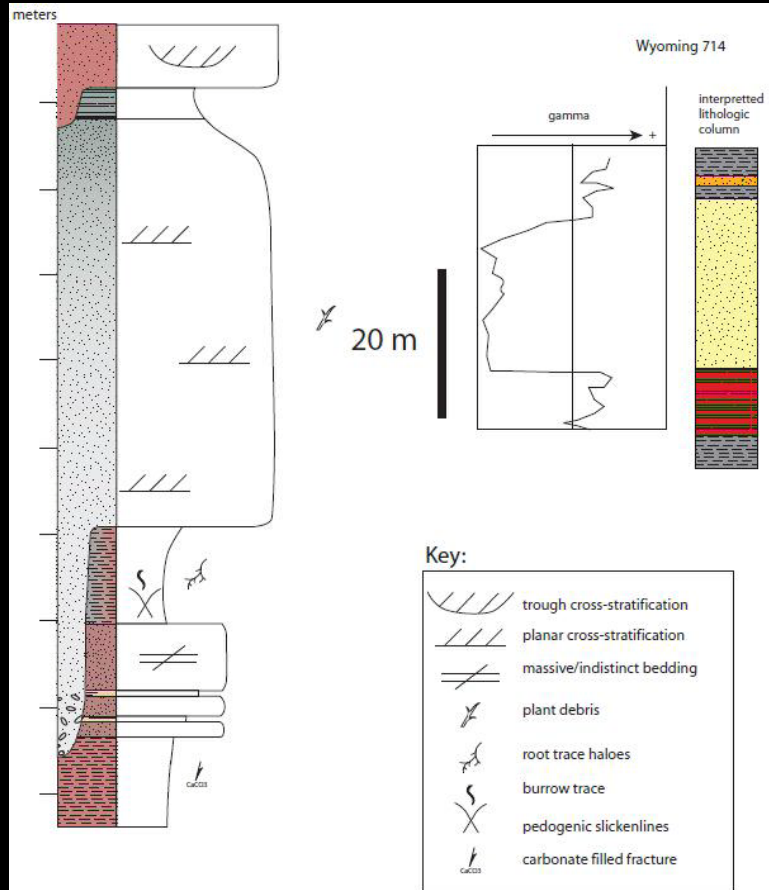 meters
Wyoming 714
gamma
+
interpretted
lithologic
column
20 m
CaCO3
Key:
trough cross-stratification
planar cross-stratification
massive/indistinct bedding
plant debris
root trace haloes
burrow trace
pedogenic slickenlines
carbonate filled fracture
CaCO3